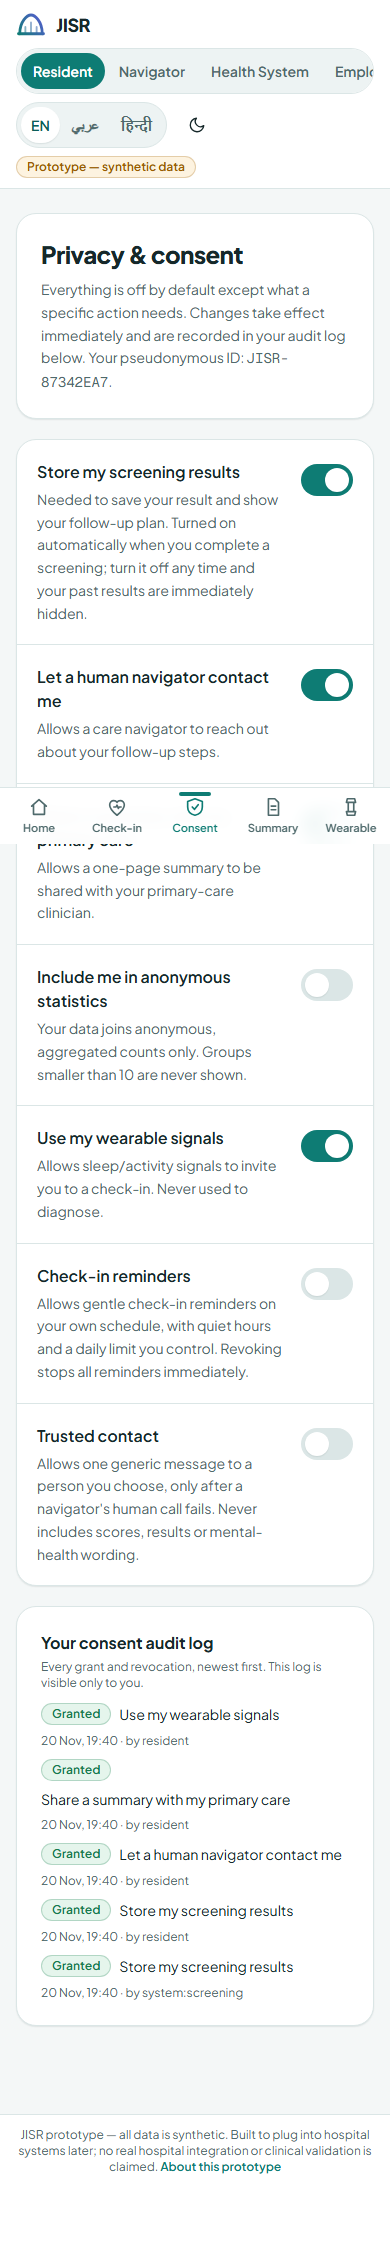 JISR
Resident Navigator Health System Emplo
EN عربي हिन्दी
Prototype — synthetic data
Privacy & consent
Everything is off by default except what a
specific action needs. Changes take effect
immediately and are recorded in your audit log
below. Your pseudonymous ID: JISR-
87342EA7.
Store my screening results
Needed to save your result and show
your follow-up plan. Turned on
automatically when you complete a
screening; turn it off any time and
your past results are immediately
hidden.
Let a human navigator contact
me
Allows a care navigator to reach out
about your follow-up steps.
Home Check-in Consent Summary Wearable
primary care
Allows a one-page summary to be
shared with your primary-care
clinician.
Include me in anonymous
statistics
Your data joins anonymous,
aggregated counts only. Groups
smaller than 10 are never shown.
Use my wearable signals
Allows sleep/activity signals to invite
you to a check-in. Never used to
diagnose.
Check-in reminders
Allows gentle check-in reminders on
your own schedule, with quiet hours
and a daily limit you control. Revoking
stops all reminders immediately.
Trusted contact
Allows one generic message to a
person you choose, only after a
navigator's human call fails. Never
includes scores, results or mental-
health wording.
Your consent audit log
Every grant and revocation, newest first. This log is
visible only to you.
Granted Use my wearable signals
20 Nov, 19:40 · by resident
Granted
Share a summary with my primary care
20 Nov, 19:40 · by resident
Granted Let a human navigator contact me
20 Nov, 19:40 · by resident
Granted Store my screening results
20 Nov, 19:40 · by resident
Granted Store my screening results
20 Nov, 19:40 · by system:screening
JISR prototype — all data is synthetic. Built to plug into hospital
systems later; no real hospital integration or clinical validation is
claimed. About this prototype